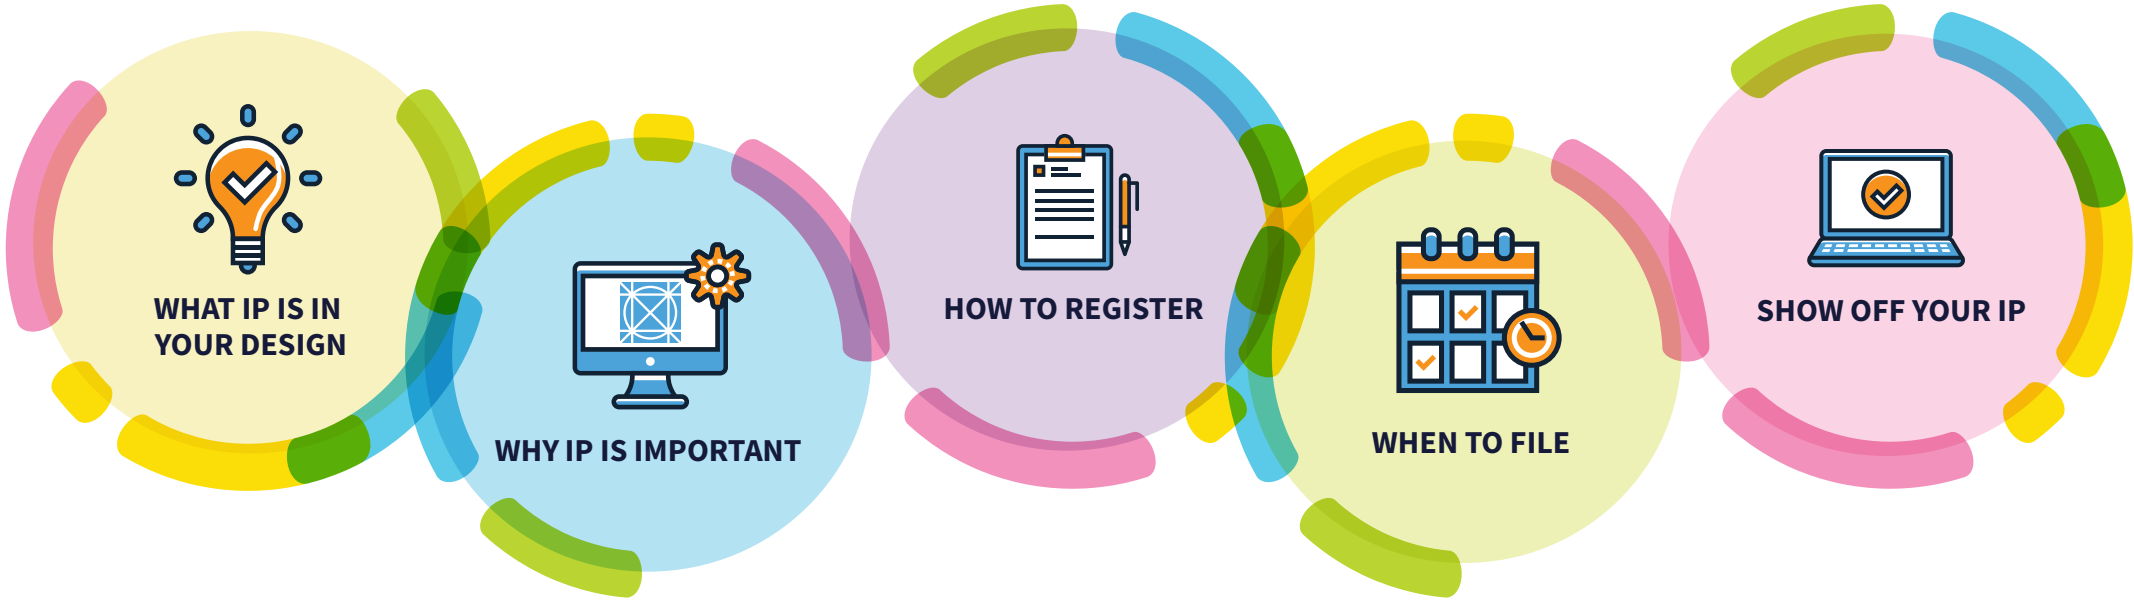 WHAT IP IS IN
YOUR DESIGN
WHY IP IS IMPORTANT
HOW TO REGISTER
WHEN TO FILE
SHOW OFF YOUR IP